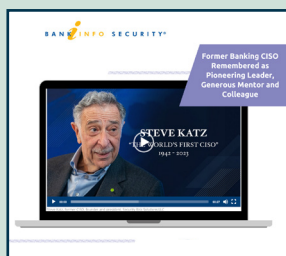 BANK INFO SECURITY®
Former Banking CISO
Remembered as
Pioneering Leader,
Generous Mentor and
Colleague
STEVE KATZ
"THE WORLD'S FIRST CISO"
1942 - 2023